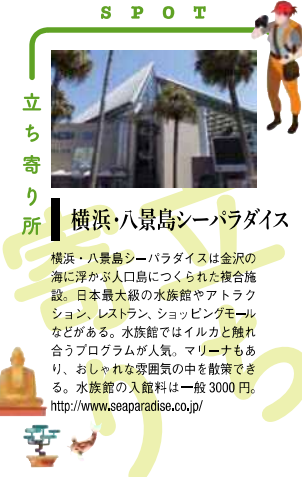 SPOT
立ち寄り所
横浜・八景島シーパラダイス
横浜・八景島シーパラダイスは金沢の
海に浮かぶ人口島につくられた複合施
設。日本最大級の水族館やアトラク
ション、レストラン、ショッピングモール
などがある。水族館ではイルカと触れ
合うプログラムが人気。マリーナもあ
り、おしゃれな雰囲気の中を散策でき
る。水族館の入館料は一般3000円。
http://www.seaparadise.co.jp/
立ち寄